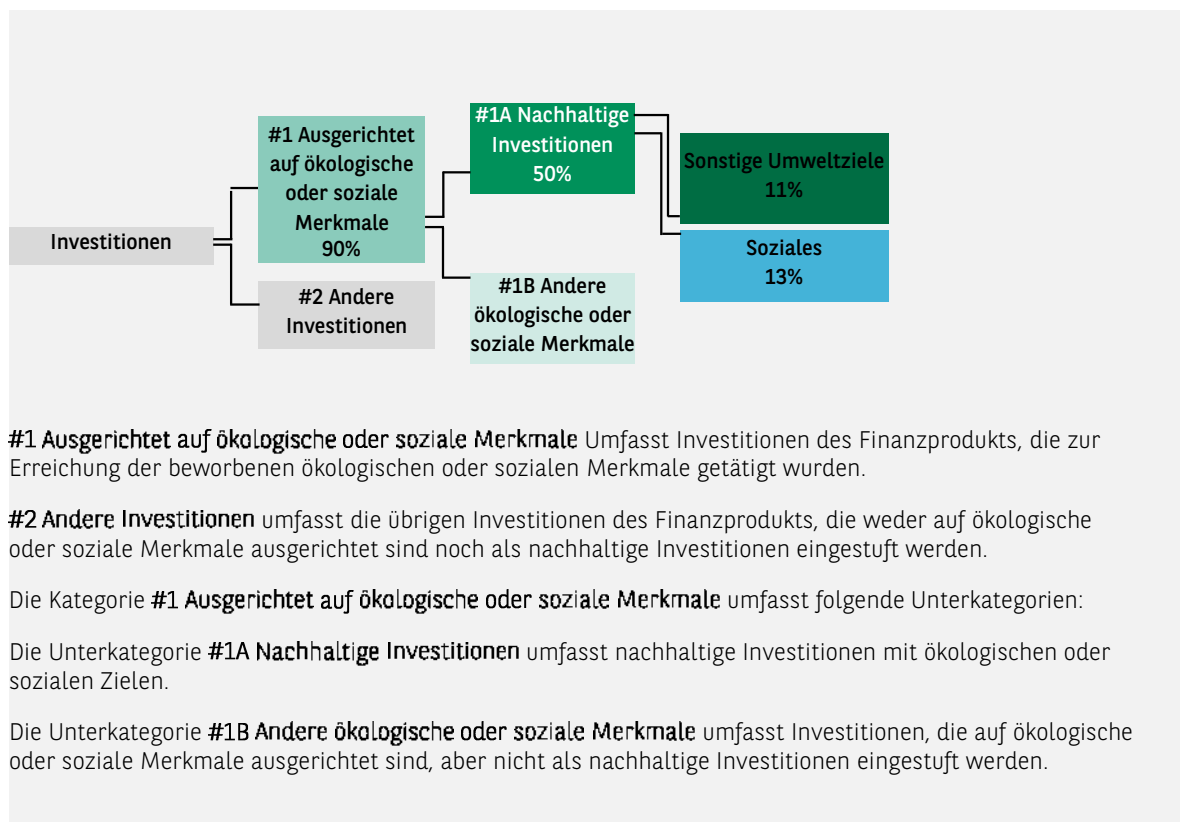 Investitionen
#1 Ausgerichtet
auf ökologische
oder soziale
Merkmale
90%
#2 Andere
Investitionen
#1A Nachhaltige
Investitionen
50%
#1B Andere
ökologische oder
soziale Merkmale
Sonstige Umweltziele
11%
Soziales
13%
#1 Ausgerichtet auf ökologische oder soziale Merkmale Umfasst Investitionen des Finanzprodukts, die zur
Erreichung der beworbenen ökologischen oder sozialen Merkmale getätigt wurden.
#2 Andere Investitionen umfasst die übrigen Investitionen des Finanzprodukts, die weder auf ökologische
oder soziale Merkmale ausgerichtet sind noch als nachhaltige Investitionen eingestuft werden.
Die Kategorie #1 Ausgerichtet auf ökologische oder soziale Merkmale umfasst folgende Unterkategorien:
Die Unterkategorie #1A Nachhaltige Investitionen umfasst nachhaltige Investitionen mit ökologischen oder
sozialen Zielen.
Die Unterkategorie #1B Andere ökologische oder soziale Merkmale umfasst Investitionen, die auf ökologische
oder soziale Merkmale ausgerichtet sind, aber nicht als nachhaltige Investitionen eingestuft werden.